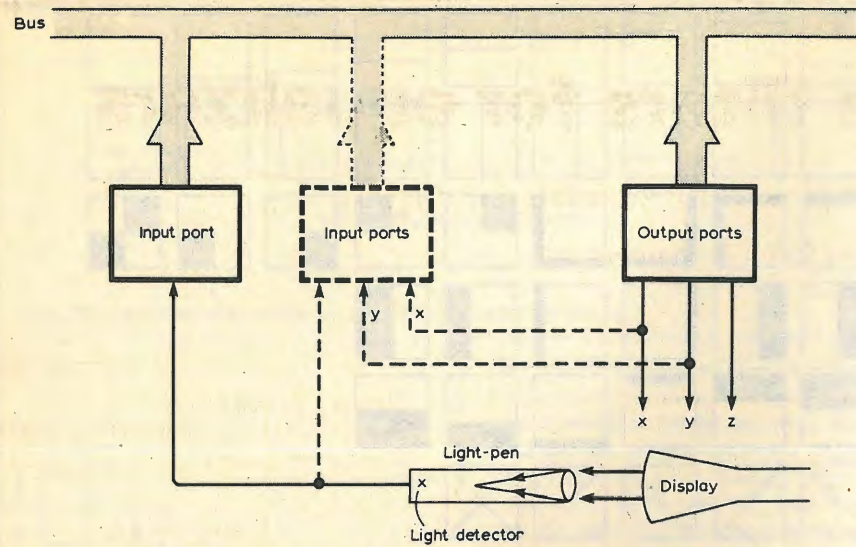 Bus
Input port
Input ports
Output ports
y
x
x
y
z
Light-pen
x
Display
Light detector